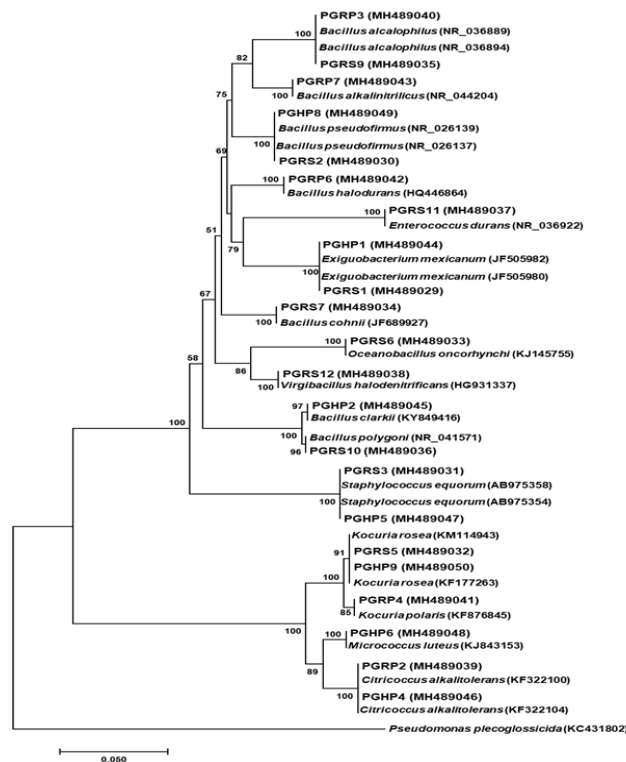 PGRP3 (MH489040)
100
Bacillus alcalophilus (NR_036889)
Bacillus alcalophilus (NR_036894)
82
PGRS9 (MH489035)
PGRP7 (MH489043)
75
100
Bacillus alkalinitrilicus (NR_044204)
PGHP8 (MH489049)
Bacillus pseudofirmus (NR_026139)
100
Bacillus pseudofirmus (NR_026137)
69
PGRS2 (MH489030)
100
PGRP6 (MH489042)
Bacillus halodurans (HQ446864)
100
PGRS11 (MH489037)
Enterococcus durans (NR_036922)
51
79
PGHP1 (MH489044)
Exiguobacterium mexicanum (JF505982)
100
Exiguobacterium mexicanum (JF505980)
PGRS1 (MH489029)
67
PGRS7 (MH489034)
100
Bacillus cohnii (JF689927)
100
PGRS6 (MH489033)
Oceanobacillus oncorhynchi (KJ145755)
58
86
PGRS12 (MH489038)
100
Virgibacillus halodenitrificans (HG931337)
97
PGHP2 (MH489045)
Bacillus clarkii (KY849416)
100
100
Bacillus polygoni (NR_041571)
96
PGRS10 (MH489036)
PGRS3 (MH489031)
Staphylococcus equorum (AB975358)
100
Staphylococcus equorum (AB975354)
PGHP5 (MH489047)
Kocuria rosea (KM114943)
91
PGRS5 (MH489032)
PGHP9 (MH489050)
100
Kocuria rosea (KF177263)
PGRP4 (MH489041)
85
Kocuria polaris (KF876845)
100
100
PGHP6 (MH489048)
Micrococcus luteus (KJ843153)
89
PGRP2 (MH489039)
Citricoccus alkalitolerans (KF322100)
100
PGHP4 (MH489046)
Citricoccus alkalitolerans (KF322104)
Pseudomonas plecoglossicida (KC431802)
0.050